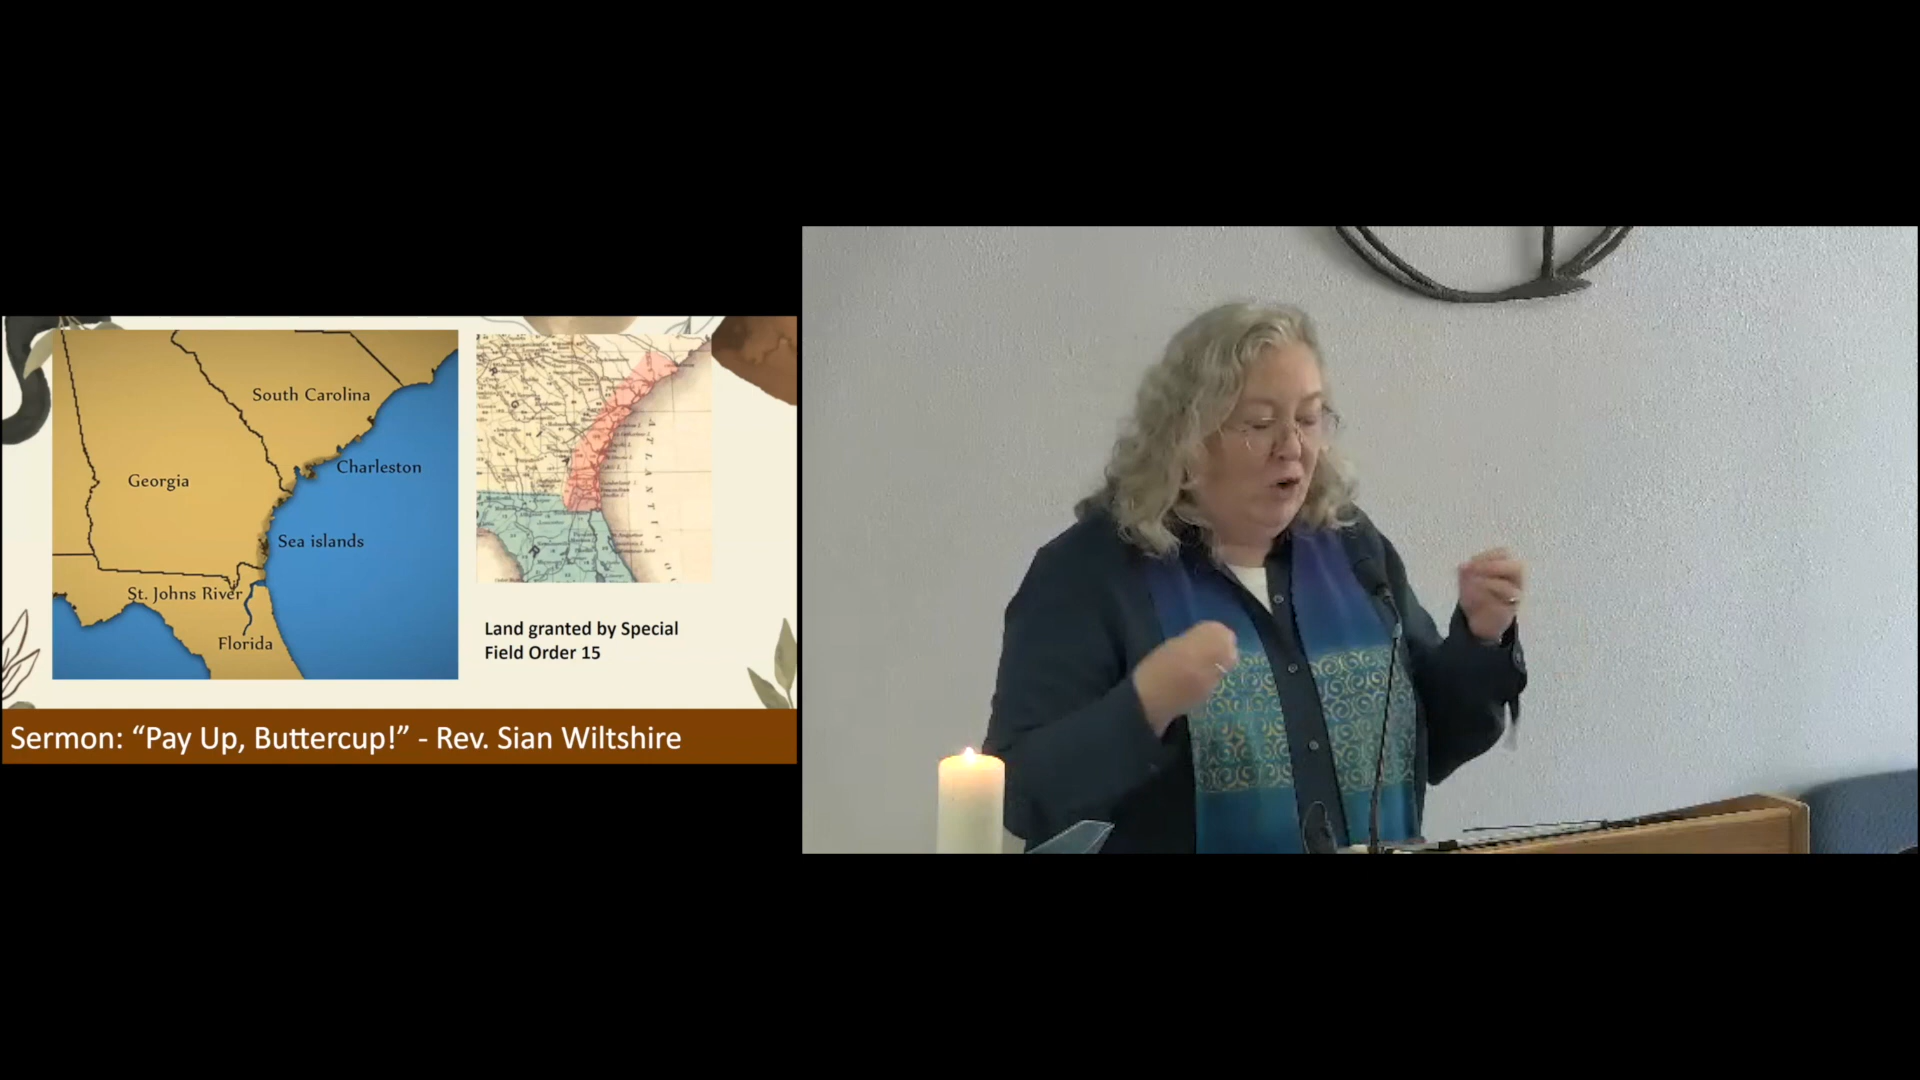 South Carolina
Charleston
Georgia
Sea islands
St. Johns River
Florida
Land granted by Special
Field Order 15
Sermon: “Pay Up, Buttercup!” - Rev. Sian Wiltshire